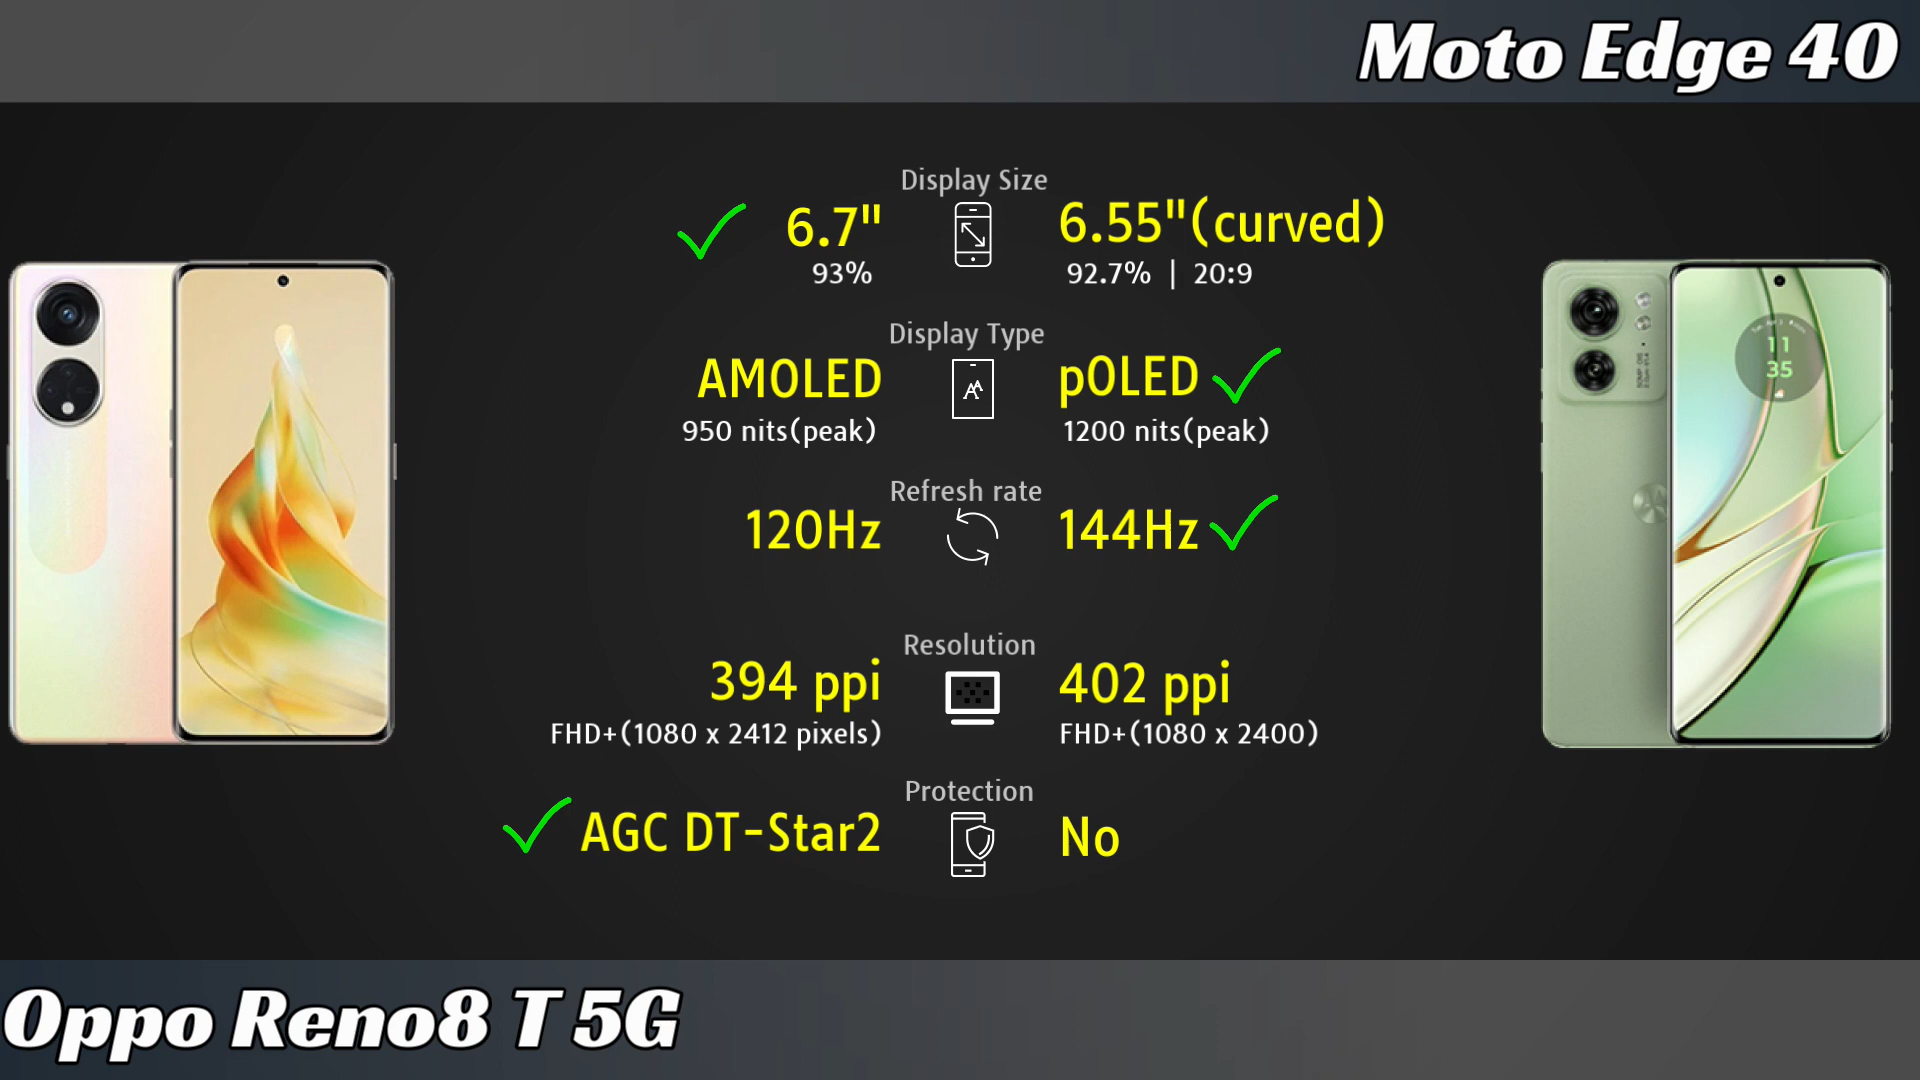 Moto Edge 40
Display Size
6.7" 6.55"(curved)
93% 92.7% | 20:9
Display Type
AMOLED pOLED
950 nits(peak) 1200 nits(peak)
Refresh rate
120Hz 144Hz
Resolution
394 ppi 402 ppi
FHD+(1080 x 2412 pixels) FHD+(1080 x 2400)
Protection
AGC DT-Star2 No
11
35
Oppo Reno8 T 5G